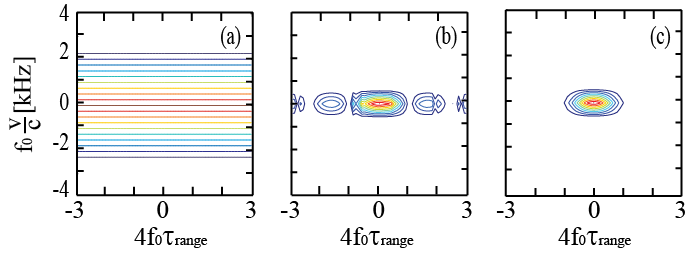 4
2
0
-2
-4
f₀ v/c [kHz]
(a)
(b)
(c)
-3 0 3 -3 0 3 -3 0 3
4f₀τrange 4f₀τrange 4f₀τrange